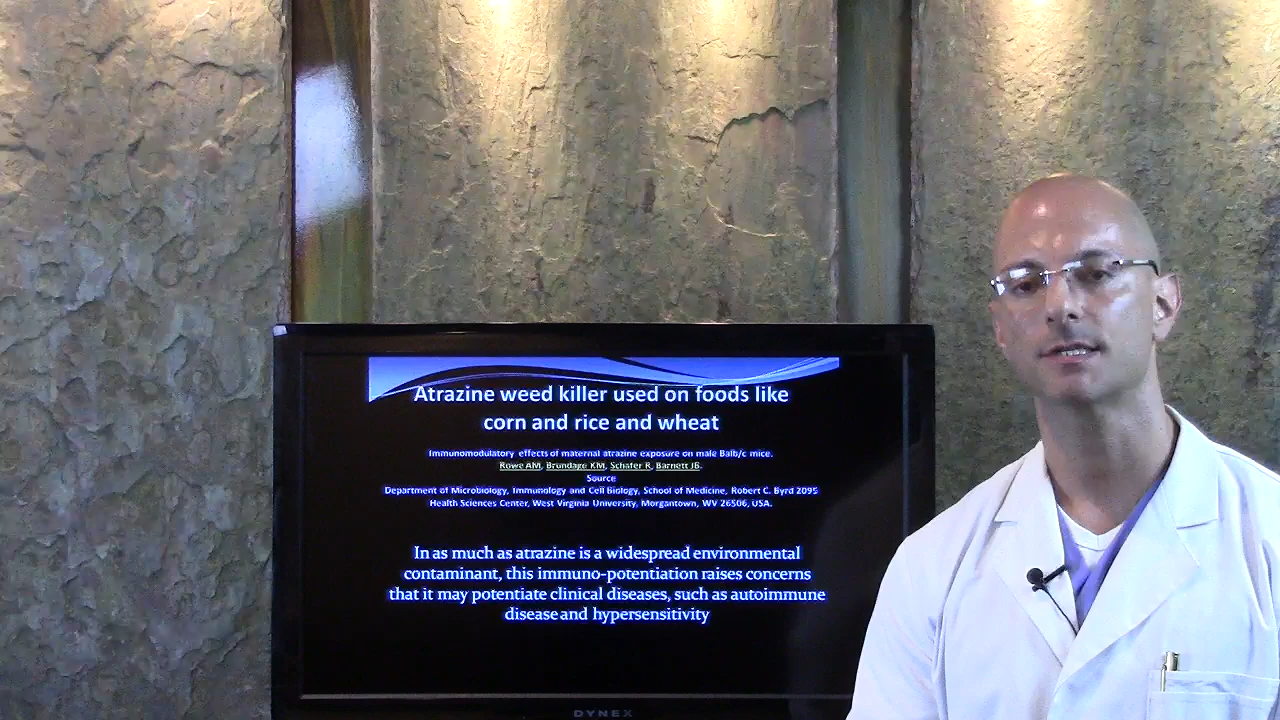 Atrazine weed killer used on foods like
corn and rice and wheat
Immunomodulatory effects of maternal atrazine exposure on male Balb/c mice.
Rowe AM, Brundage KM, Schafer R, Barnett JB.
Source
Department of Microbiology, Immunology and Cell Biology, School of Medicine, Robert C. Byrd 2095
Health Sciences Center, West Virginia University, Morgantown, WV 26506, USA.
In as much as atrazine is a widespread environmental
contaminant, this immuno-potentiation raises concerns
that it may potentiate clinical diseases, such as autoimmune
disease and hypersensitivity
DYNEX